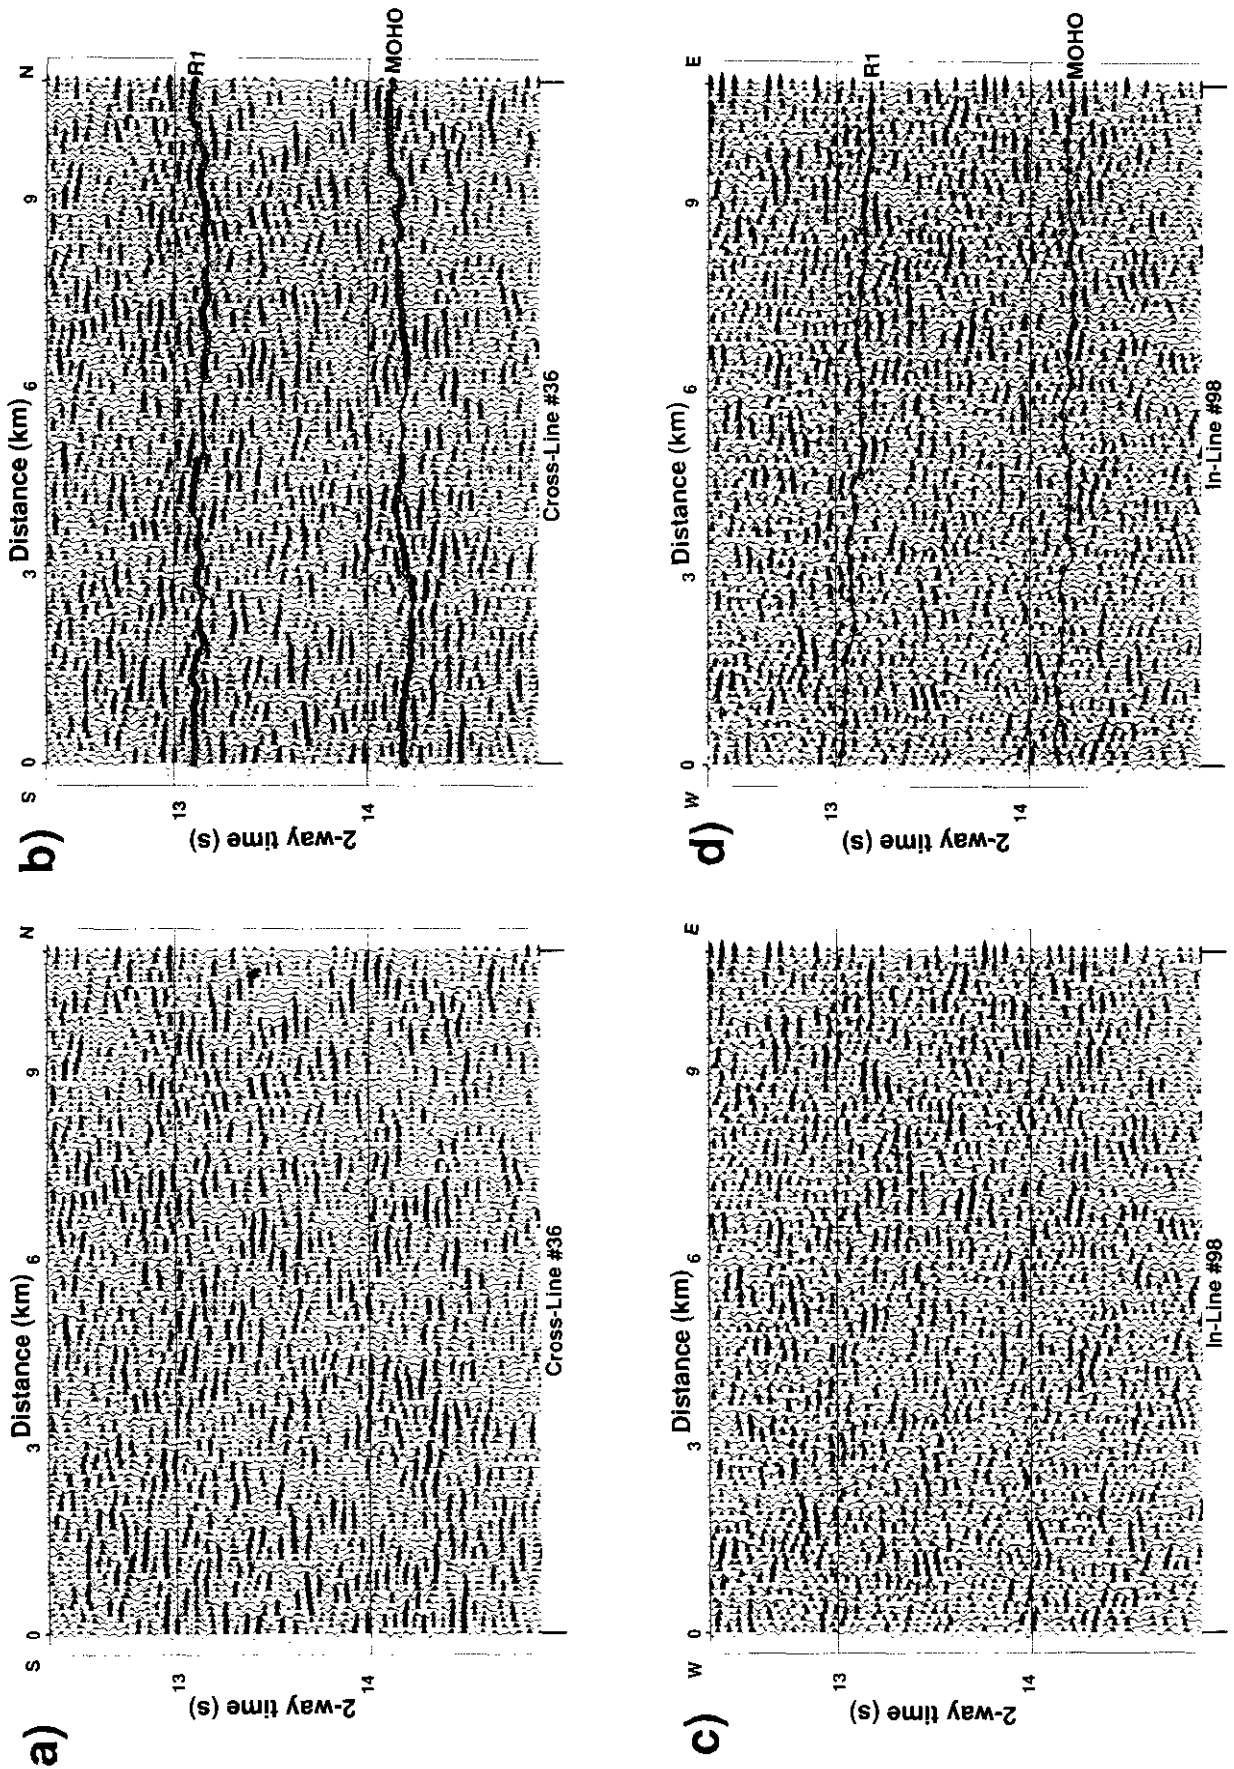 a)
Distance (km)
S 0 3 6 9 N
13
14
2-way time (s)
Cross-Line #36
b)
Distance (km)
S 0 3 6 9 N
13
14
2-way time (s)
R1
MOHO
Cross-Line #36
c)
Distance (km)
W 0 3 6 9 E
13
14
2-way time (s)
In-Line #98
d)
Distance (km)
W 0 3 6 9 E
13
14
2-way time (s)
R1
MOHO
In-Line #98